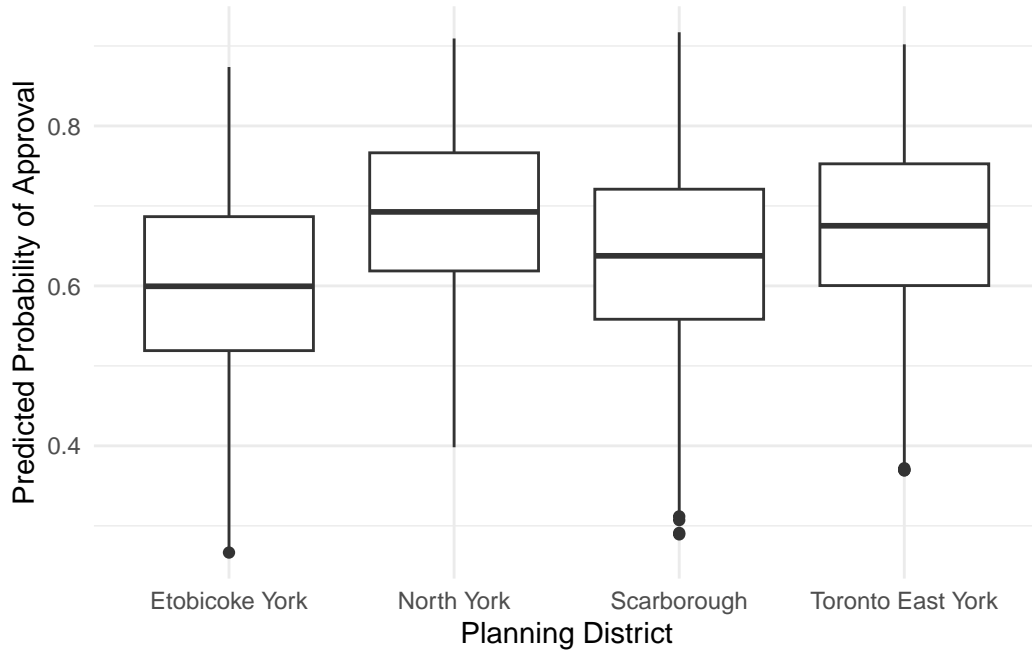 Predicted Probability of Approval
0.8
0.6
0.4
Etobicoke York
North York
Scarborough
Toronto East York
Planning District